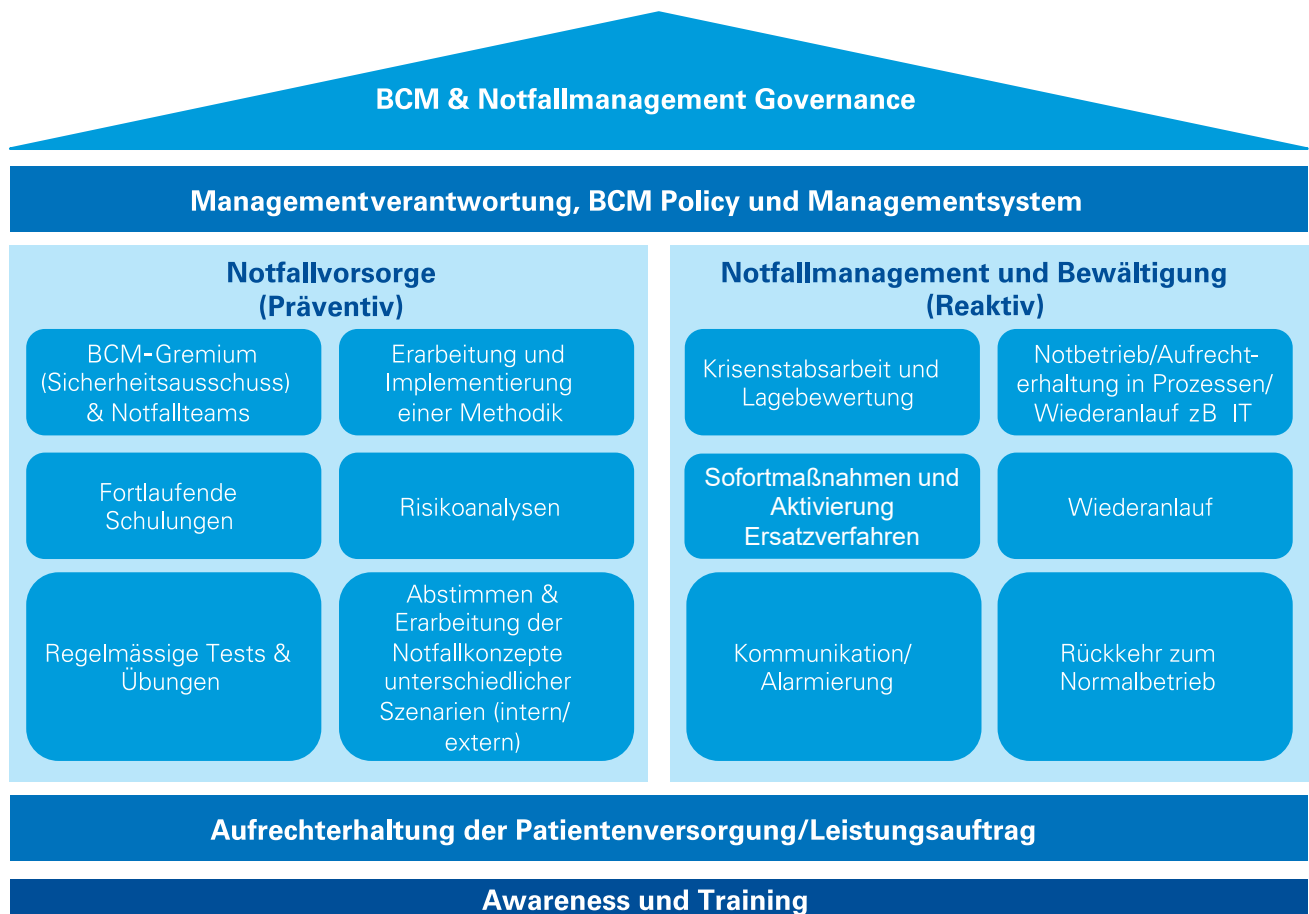 BCM & Notfallmanagement Governance
Managementverantwortung, BCM Policy und Managementsystem
Notfallvorsorge
(Präventiv)
BCM-Gremium
(Sicherheitsausschuss)
& Notfallteams
Erarbeitung und
Implementierung
einer Methodik
Fortlaufende
Schulungen
Risikoanalysen
Regelmässige Tests &
Übungen
Abstimmen &
Erarbeitung der
Notfallkonzepte
unterschiedlicher
Szenarien (intern/
extern)
Notfallmanagement und Bewältigung
(Reaktiv)
Krisenstabsarbeit und
Lagebewertung
Notbetrieb/Aufrecht-
erhaltung in Prozessen/
Wiederanlauf zB IT
Sofortmaßnahmen und
Aktivierung
Ersatzverfahren
Wiederanlauf
Kommunikation/
Alarmierung
Rückkehr zum
Normalbetrieb
Aufrechterhaltung der Patientenversorgung/Leistungsauftrag
Awareness und Training